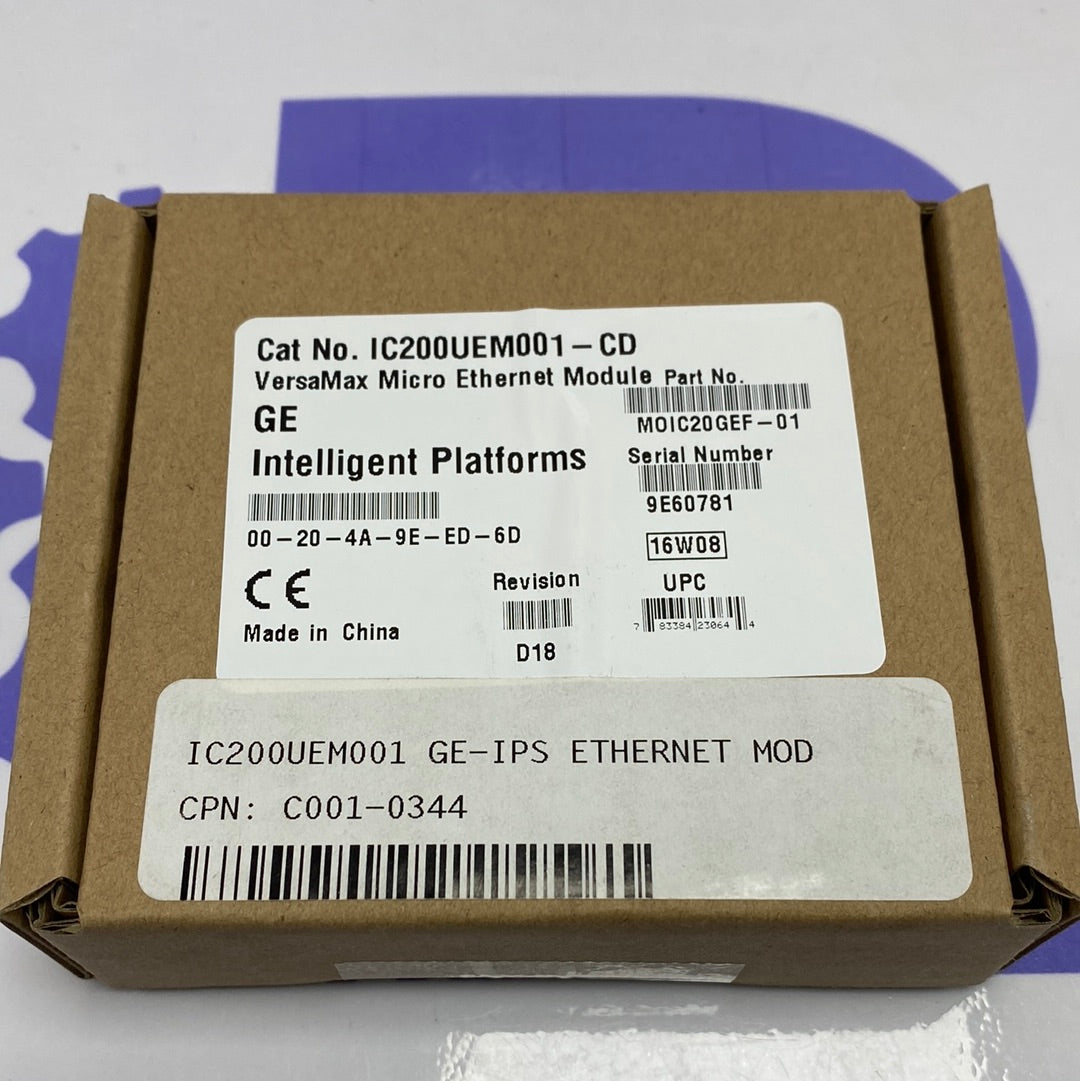 Cat No. IC200UEM001-CD
VersaMax Micro Ethernet Module Part No.
GE
MOIC20GEF-01
Intelligent Platforms
Serial Number
9E60781
00-20-4A-9E-ED-6D
16W08
CE
Revision
UPC
Made in China
7 83384 23064 4
D18
IC200UEM001 GE-IPS ETHERNET MOD
CPN: C001-0344